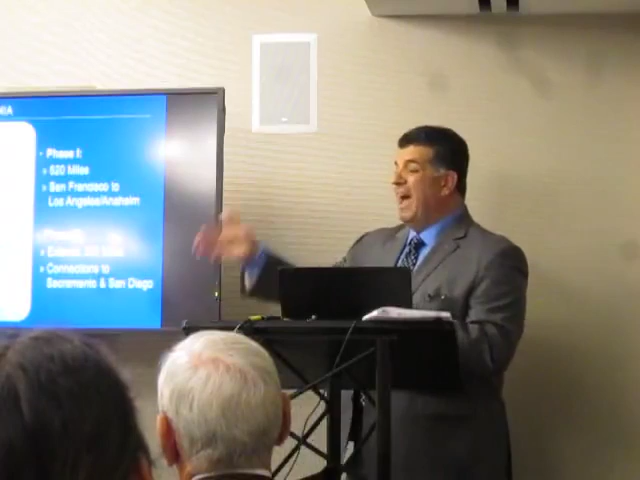 Phase I:
520 Miles
San Francisco to
Los Angeles/Anaheim
Connections to
Sacramento & San Diego